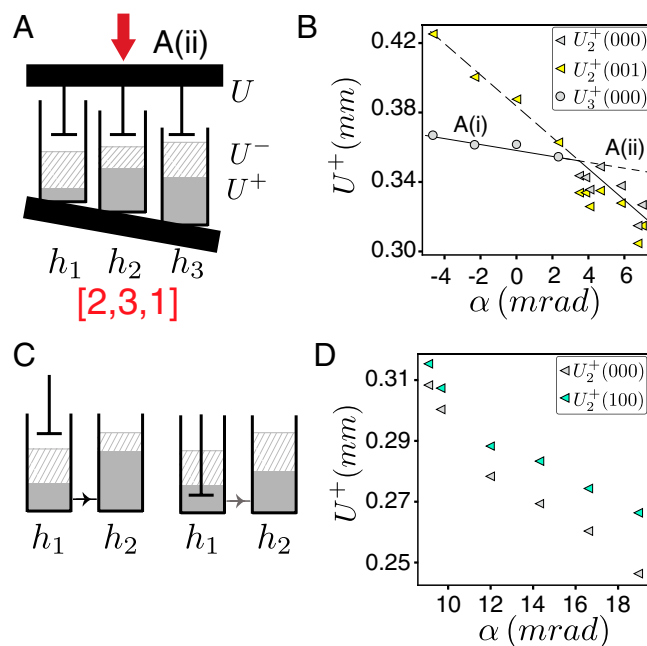 A
A(ii)
U
U⁻
U⁺
h₁ h₂ h₃
[2,3,1]
B
U₂⁺(000)
U₂⁺(001)
U₃⁺(000)
A(i)
A(ii)
U⁺(mm)
0.42
0.38
0.34
0.30
-4 -2 0 2 4 6
α (mrad)
C
h₁ h₂ h₁ h₂
D
U₂⁺(000)
U₂⁺(100)
U⁺(mm)
0.31
0.29
0.27
0.25
10 12 14 16 18
α (mrad)